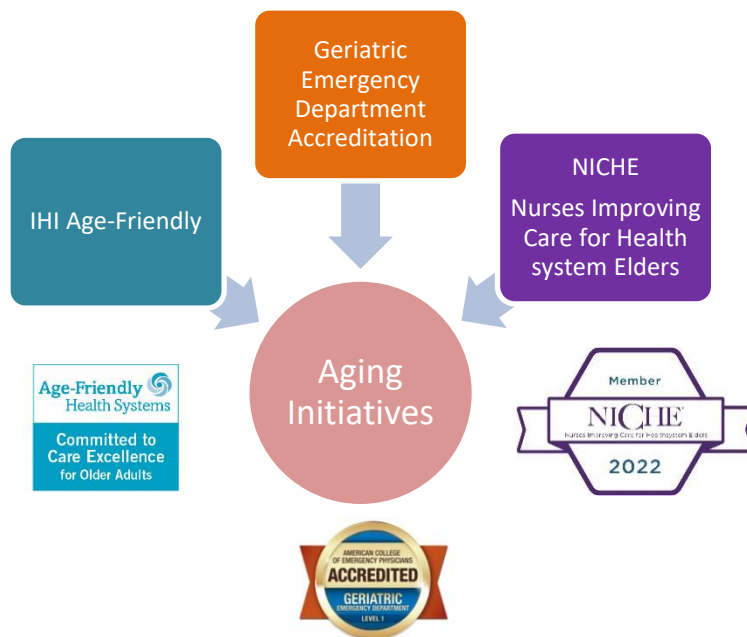 Geriatric
Emergency
Department
Accreditation
IHI Age-Friendly
NICHE
Nurses Improving
Care for Health
system Elders
Aging
Initiatives
Age-Friendly
Health Systems
Committed to
Care Excellence
for Older Adults
Member
NICHE
Nurses Improving Care for Healthsystem Elders
2022
AMERICAN COLLEGE
OF EMERGENCY PHYSICIANS
ACCREDITED
GERIATRIC
EMERGENCY DEPARTMENT
LEVEL 1